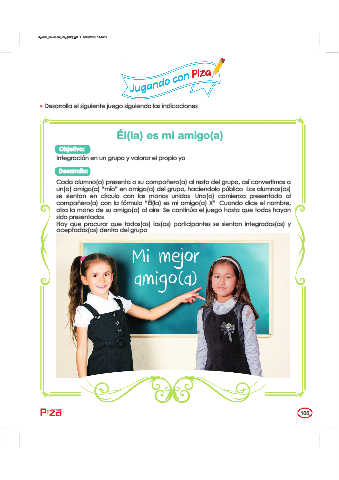 Jugando con Piza
Desarrolla el siguiente juego siguiendo las indicaciones
Él(la) es mi amigo(a)
Objetivo:
Integración en un grupo y valorar el propio yo
Desarrollo:
Cada alumno(a) presenta a su compañero(a) al resto del grupo, así convertimos a
un(a) amigo(a) "mío" en amigo(a) del grupo, haciéndolo público. Los alumnos(as)
se sientan en círculo con las manos unidas. Uno(a) comienza presentado al
compañero(a) con la fórmula "Él(la) es mi amigo(a) X". Cuando dice el nombre,
alza la mano de su amigo(a) al aire. Se continúa el juego hasta que todos hayan
sido presentados.
Hay que procurar que todos(as) los(as) participantes se sientan integrados(as) y
aceptados(as) dentro del grupo
Mi mejor
amigo(a)
Piza
105